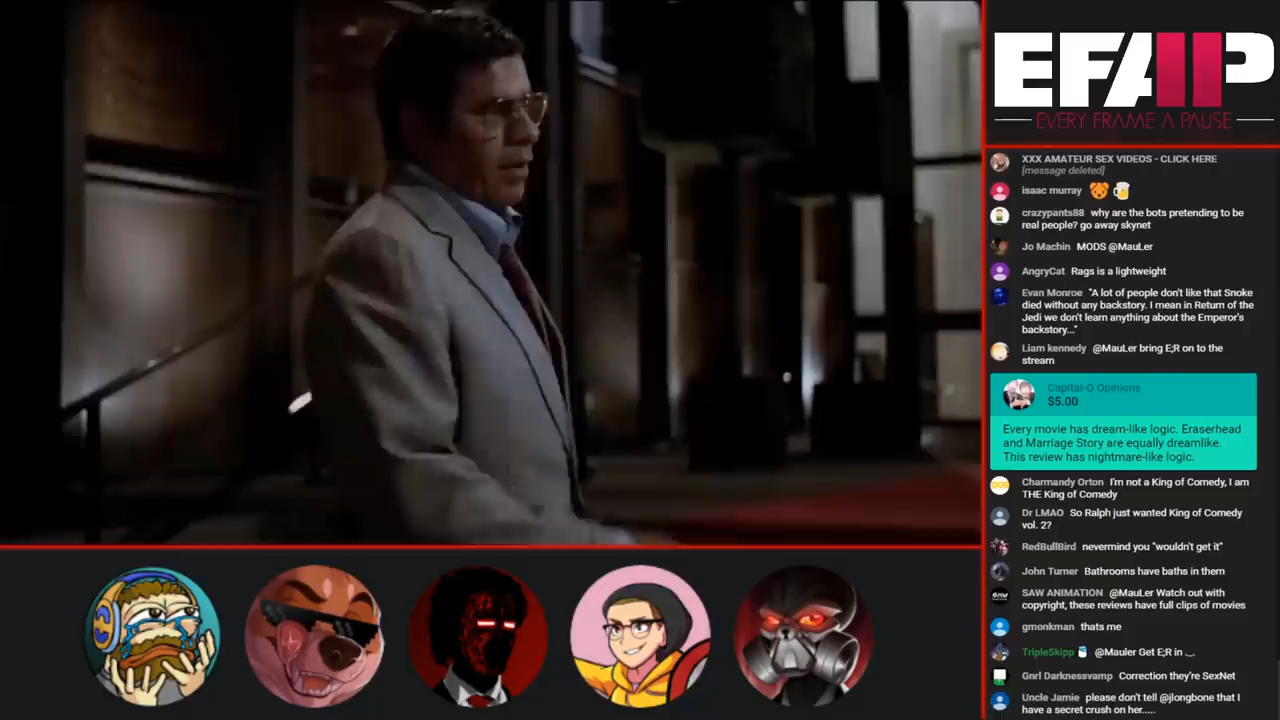 EFAP
EVERY FRAME A PAUSE
XXX AMATEUR SEX VIDEOS - CLICK HERE
[message deleted]
isaac murray
crazypants88 why are the bots pretending to be
real people? go away skynet
Jo Machin MODS @MauLer
AngryCat Rags is a lightweight
Evan Monroe "A lot of people don't like that Snoke
died without any backstory. I mean in Return of the
Jedi we don't learn anything about the Emperor's
backstory..."
Liam kennedy @MauLer bring E;R on to the
stream
Capital-O Opinions
$5.00
Every movie has dream-like logic. Eraserhead
and Marriage Story are equally dreamlike.
This review has nightmare-like logic.
Charmandy Orton I'm not a King of Comedy, I am
THE King of Comedy
Dr LMAO So Ralph just wanted King of Comedy
vol. 2?
RedBullBird nevermind you "wouldn't get it"
John Turner Bathrooms have baths in them
SAW ANIMATION @MauLer Watch out with
copyright, these reviews have full clips of movies
gmonkman thats me
TripleSkipp @Mauler Get E;R in ._.
Gnrl Darknessvamp Correction they're SexNet
Uncle Jamie please don't tell @jlongbone that I
have a secret crush on her.....